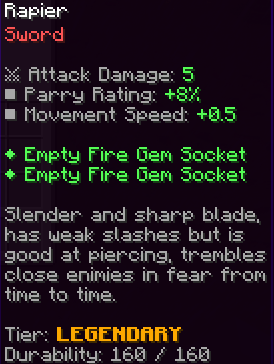 Rapier
Sword
⚔ Attack Damage: 5
■ Parry Rating: +8%
■ Movement Speed: +0.5
◆ Empty Fire Gem Socket
◆ Empty Fire Gem Socket
Slender and sharp blade,
has weak slashes but is
good at piercing, trembles
close enimies in fear from
time to time.
Tier: LEGENDARY
Durability: 160 / 160